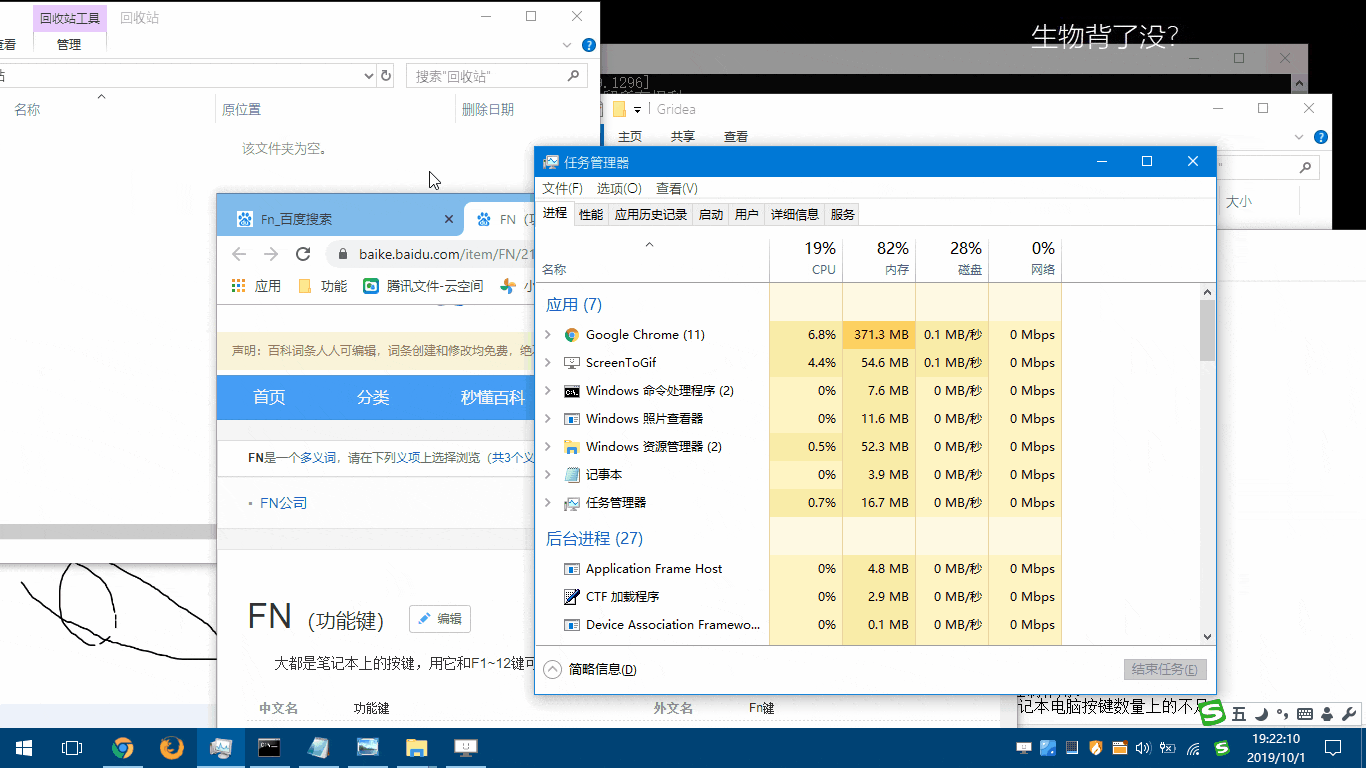 回收站工具
回收站
查看
管理
生物背了没?
站
搜索"回收站"
.1296]
Gridea
名称
原位置
删除日期
主页
共享
查看
该文件夹为空。
任务管理器
文件(F)
选项(O)
查看(V)
大小
进程
性能
应用历史记录
启动
用户
详细信息
服务
Fn_百度搜索
FN
baike.baidu.com/item/FN/21
应用
功能
腾讯文件-云空间
小
19%
82%
28%
0%
名称
CPU
内存
磁盘
网络
应用 (7)
Google Chrome (11) 6.8% 371.3 MB 0.1 MB/秒 0 Mbps
ScreenToGif 4.4% 54.6 MB 0.1 MB/秒 0 Mbps
Windows 命令处理程序 (2) 0% 7.6 MB 0 MB/秒 0 Mbps
Windows 照片查看器 0% 11.6 MB 0 MB/秒 0 Mbps
Windows 资源管理器 (2) 0.5% 52.3 MB 0 MB/秒 0 Mbps
记事本 0% 3.9 MB 0 MB/秒 0 Mbps
任务管理器 0.7% 16.7 MB 0 MB/秒 0 Mbps
后台进程 (27)
Application Frame Host 0% 4.8 MB 0 MB/秒 0 Mbps
CTF 加载程序 0% 2.9 MB 0 MB/秒 0 Mbps
Device Association Framewo... 0% 0.1 MB 0 MB/秒 0 Mbps
简略信息(D)
结束任务(E)
声明：百科词条人人可编辑，词条创建和修改均免费，绝
首页
分类
秒懂百科
FN是一个多义词，请在下列义项上选择浏览（共3个义
▪ FN公司
FN （功能键）
编辑
大都是笔记本上的按键，用它和F1~12键可
中文名
功能键
外文名
Fn键
记本电脑按键数量上的不足
五
19:22:10
2019/10/1